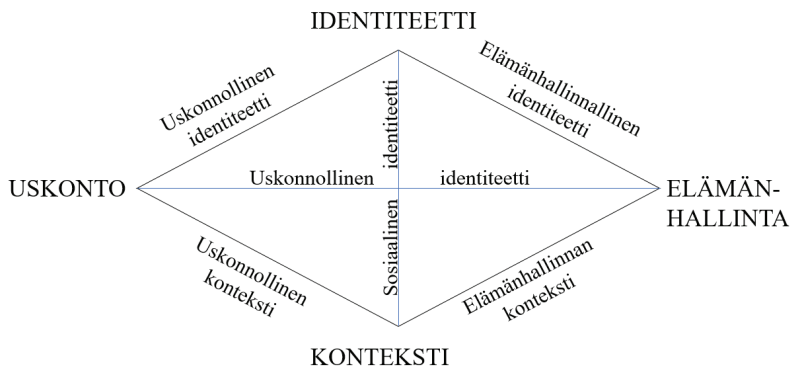 IDENTITEETTI
Uskonnollinen
identiteetti
Elämänhallinnallinen
identiteetti
Sosiaalinen identiteetti
Uskonnollinen identiteetti
USKONTO
ELÄMÄN-
HALLINTA
Uskonnollinen
konteksti
Elämänhallinnan
konteksti
KONTEKSTI